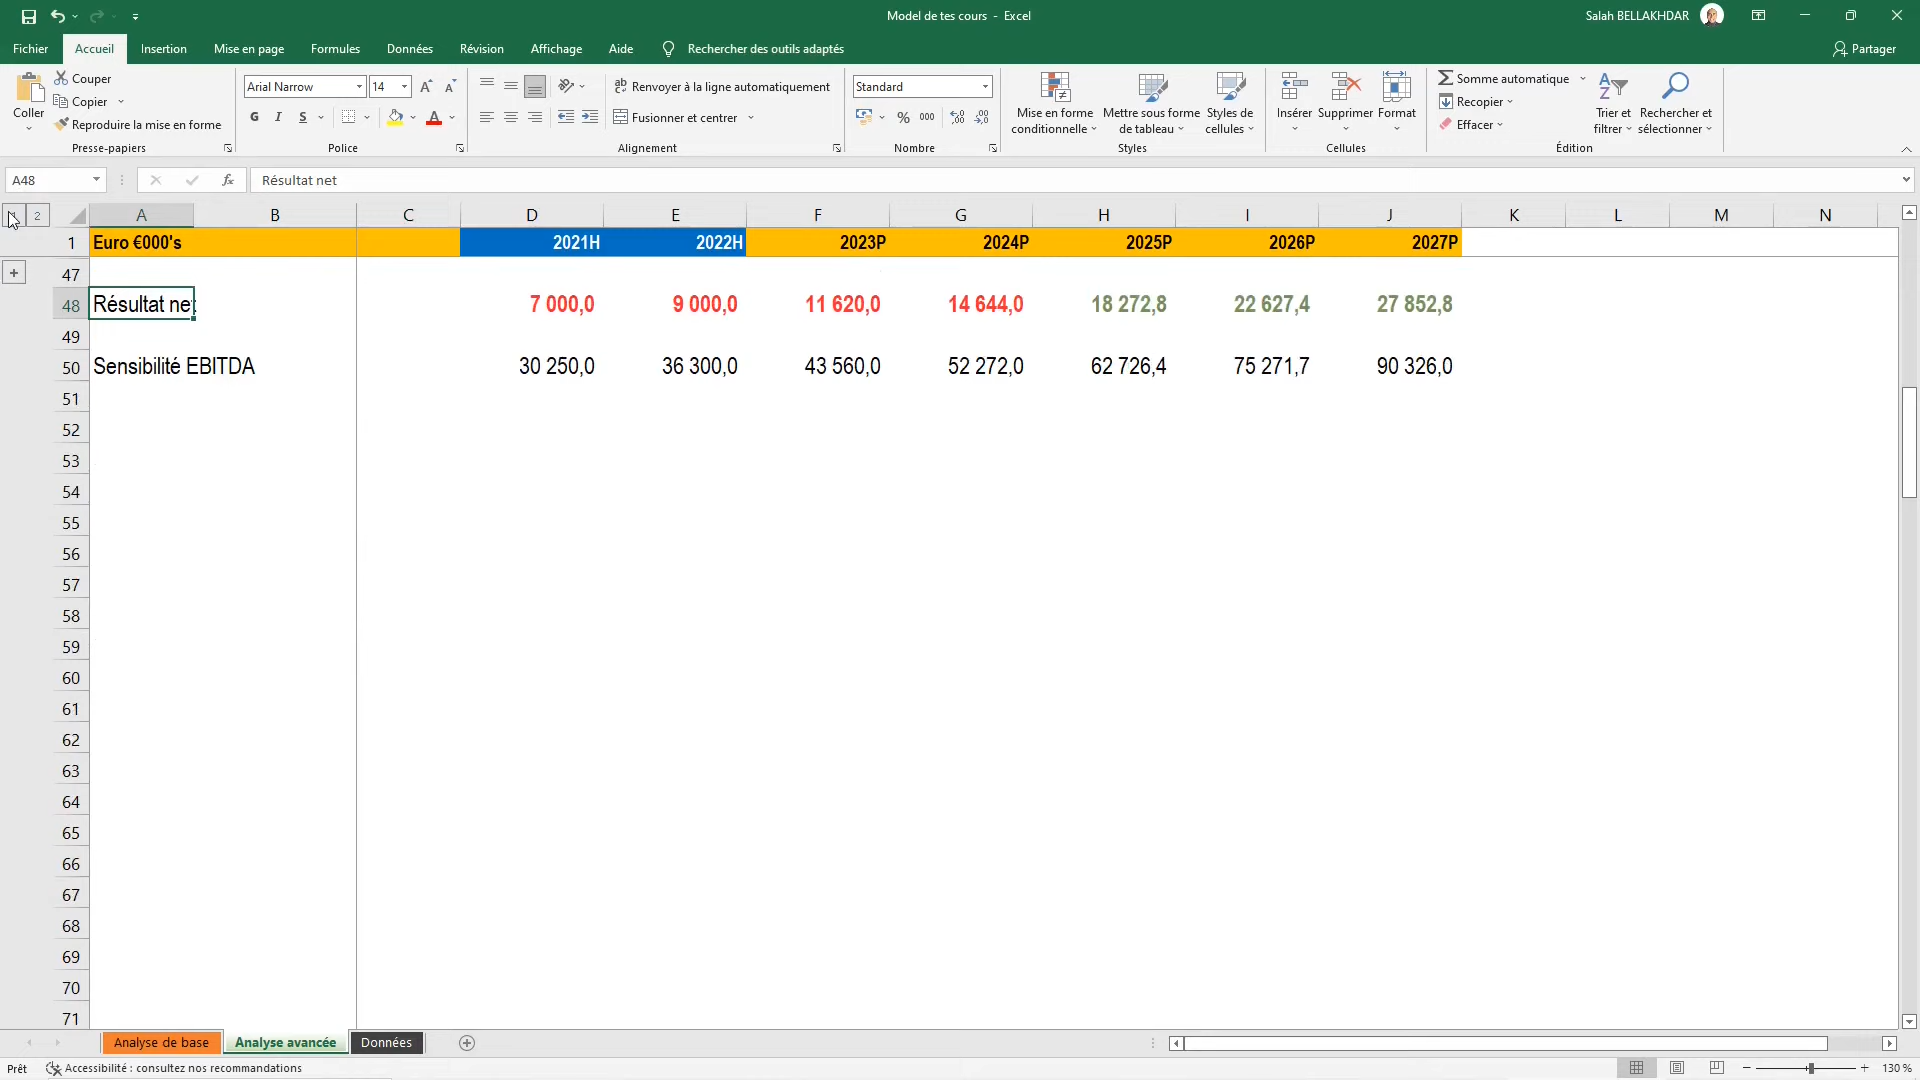 Model de tes cours - Excel
Salah BELLAKHDAR
Fichier Accueil Insertion Mise en page Formules Données Révision Affichage Aide Rechercher des outils adaptés Partager
Coller
Couper
Copier
Reproduire la mise en forme
Presse-papiers
Arial Narrow 14
G I S
Police
Renvoyer à la ligne automatiquement
Fusionner et centrer
Alignement
Standard
% 000
Nombre
Mise en forme conditionnelle
Mettre sous forme de tableau
Styles de cellules
Styles
Insérer Supprimer Format
Cellules
Somme automatique
Recopier
Effacer
Trier et filtrer
Rechercher et sélectionner
Édition
A48 fx Résultat net
2 A B C D E F G H I J K L M N
1 Euro €000's 2021H 2022H 2023P 2024P 2025P 2026P 2027P
47
48 Résultat net 7 000,0 9 000,0 11 620,0 14 644,0 18 272,8 22 627,4 27 852,8
49
50 Sensibilité EBITDA 30 250,0 36 300,0 43 560,0 52 272,0 62 726,4 75 271,7 90 326,0
51
52
53
54
55
56
57
58
59
60
61
62
63
64
65
66
67
68
69
70
71
Analyse de base Analyse avancée Données
Prêt Accessibilité : consultez nos recommandations 130 %